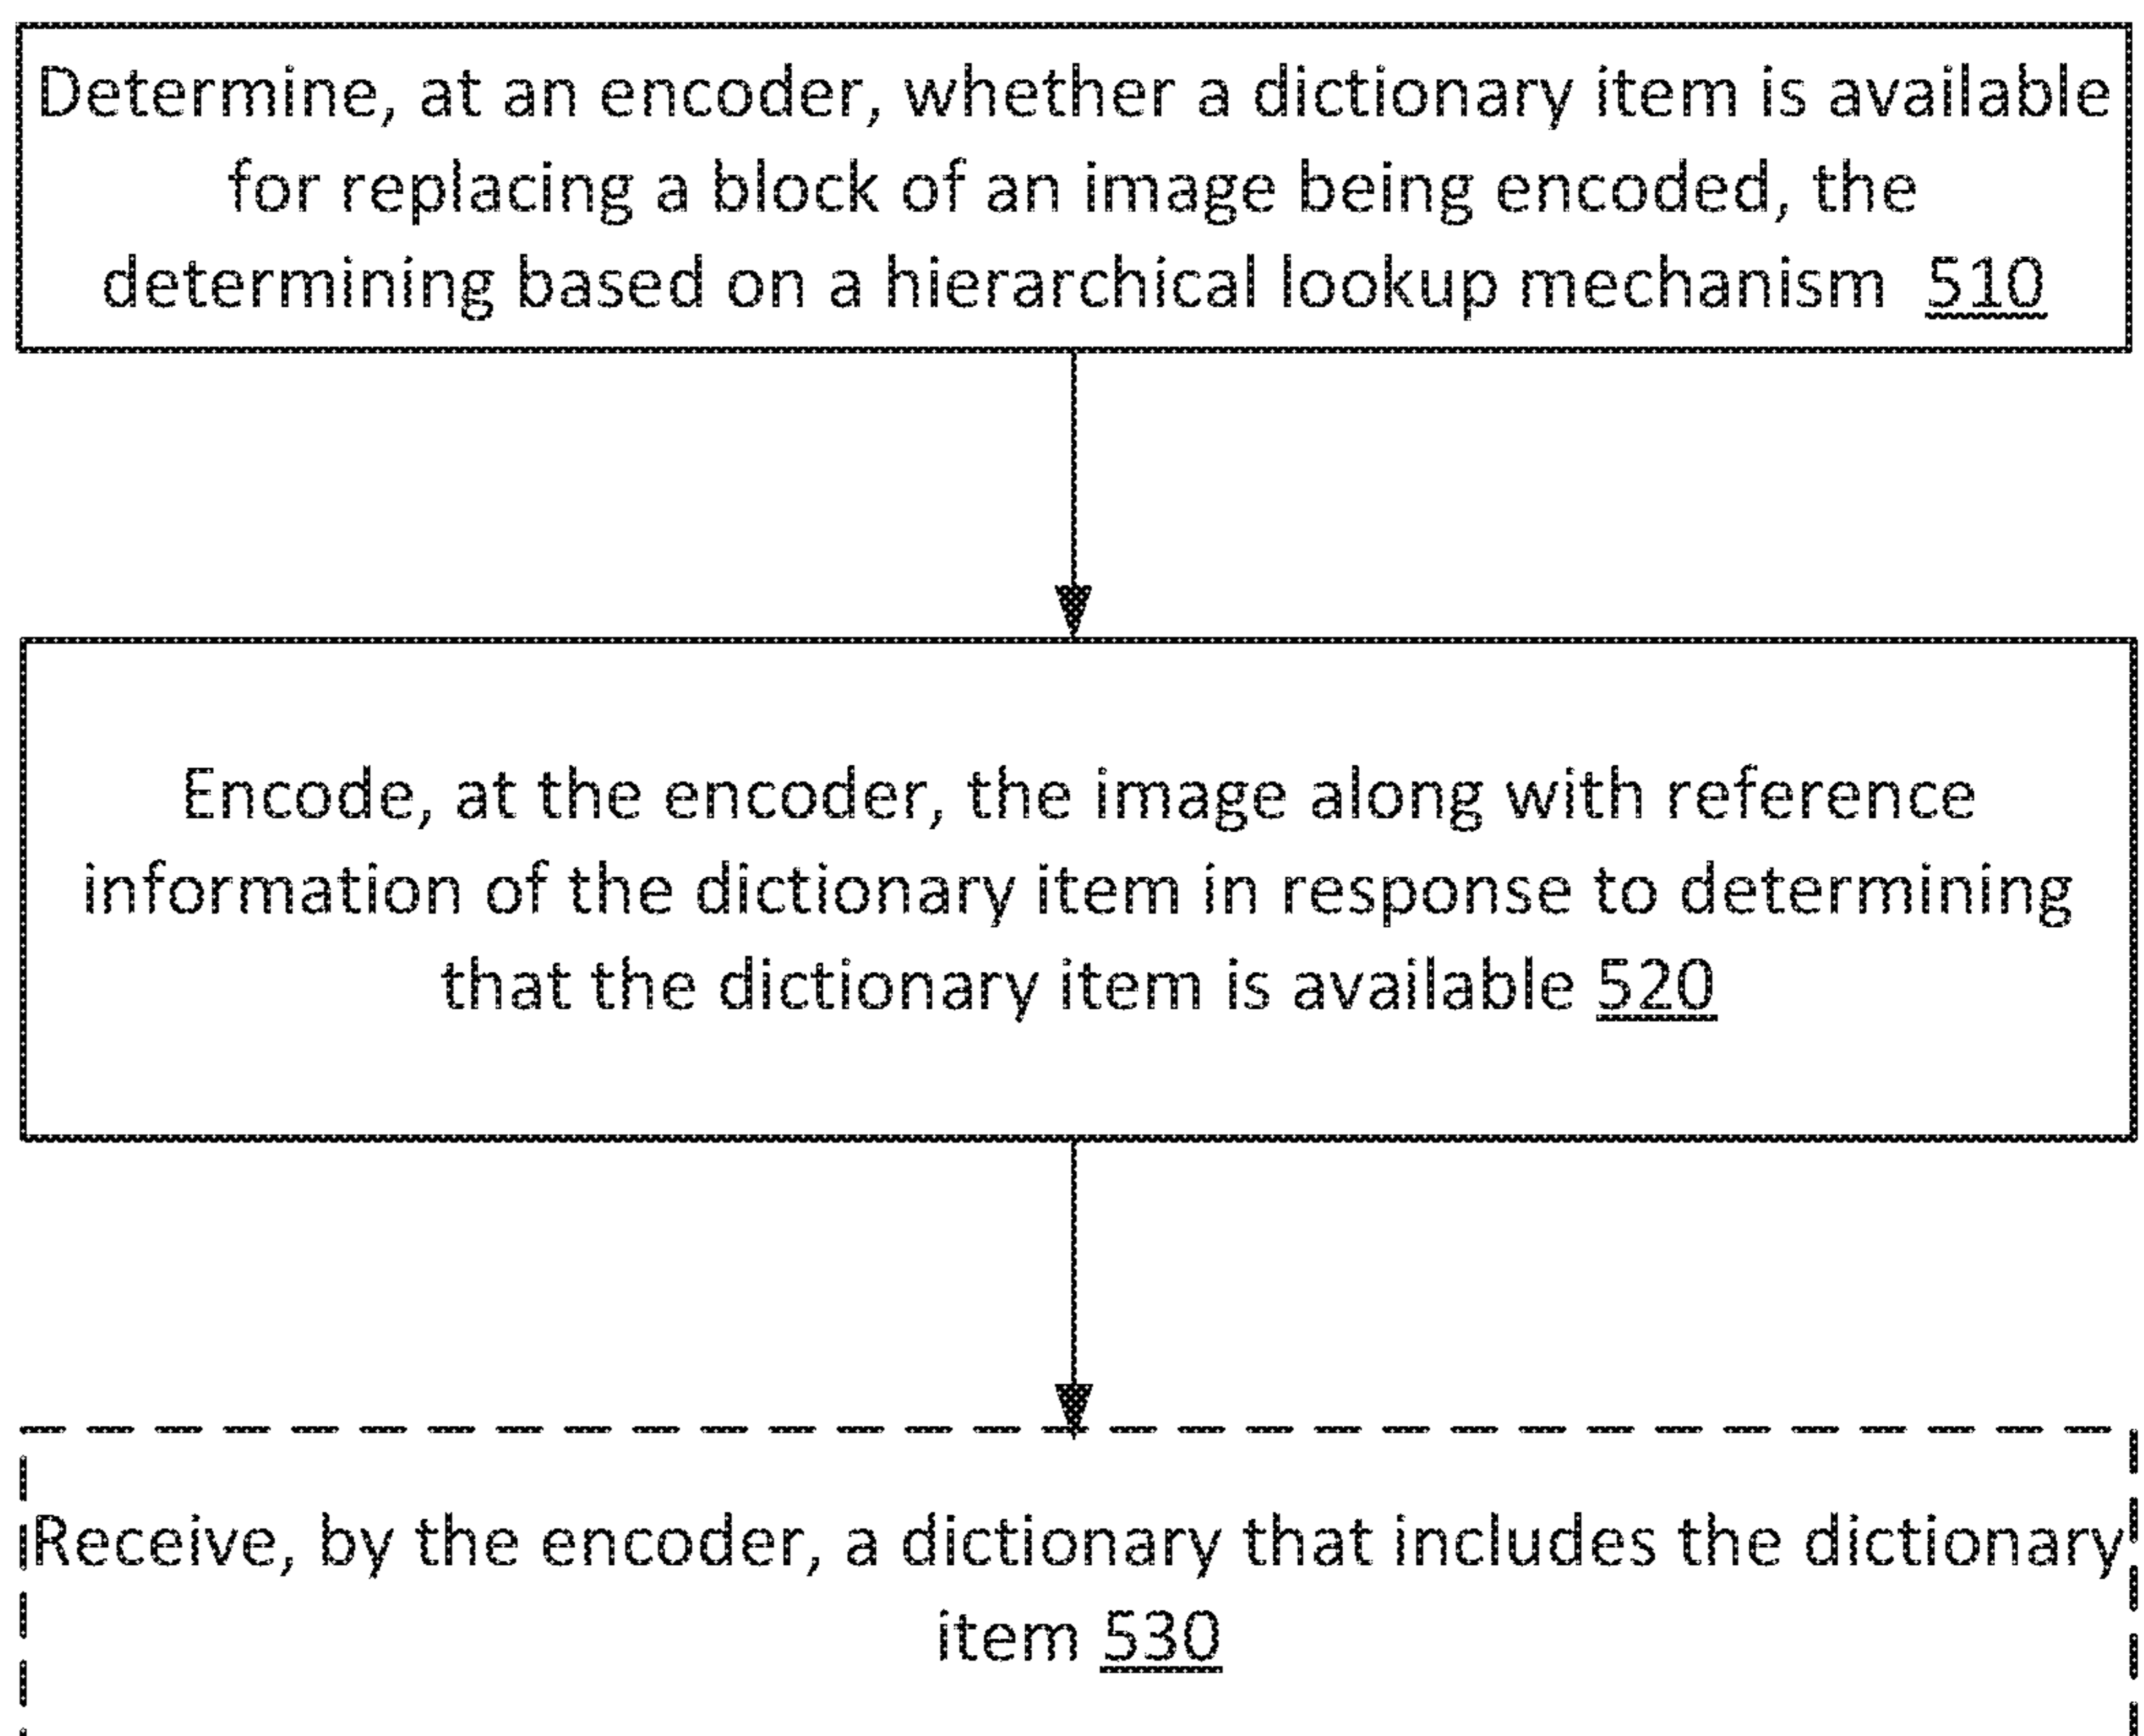 Determine, at an encoder, whether a dictionary item is available
for replacing a block of an image being encoded, the
determining based on a hierarchical lookup mechanism 510
Encode, at the encoder, the image along with reference
information of the dictionary item in response to determining
that the dictionary item is available 520
Receive, by the encoder, a dictionary that includes the dictionary
item 530